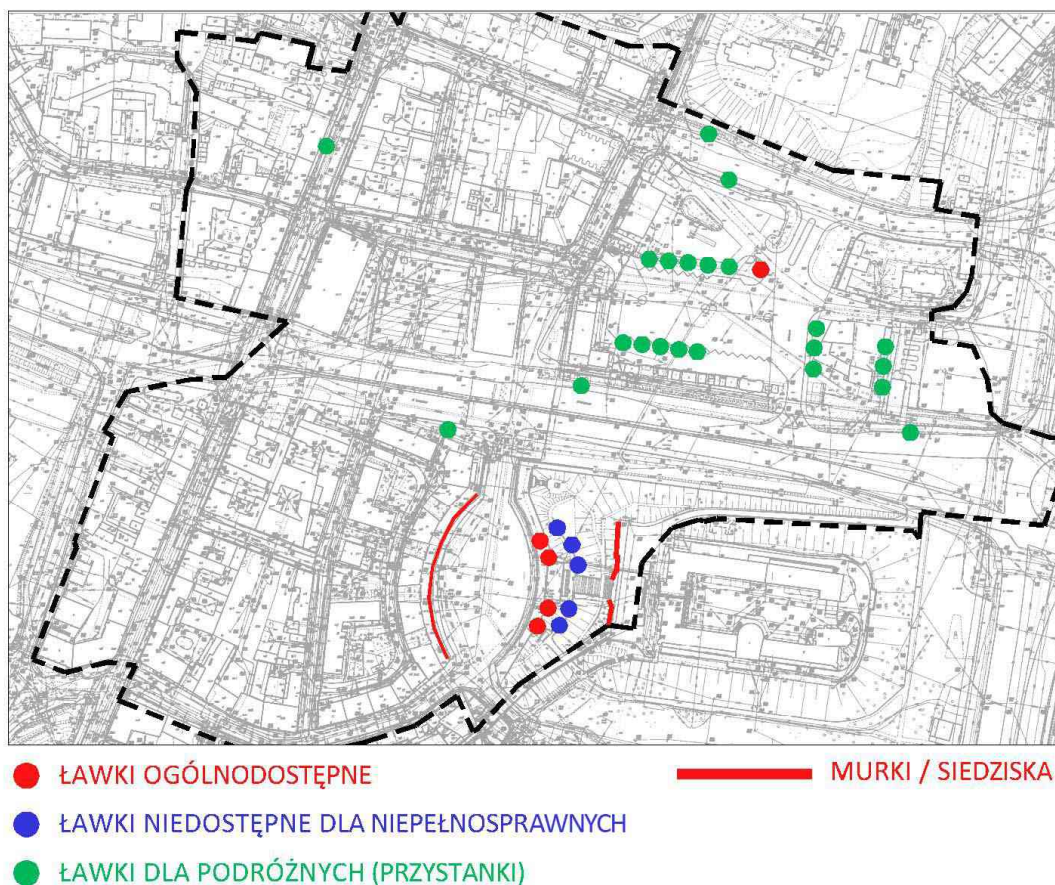 ŁAWKI OGÓLNODOSTĘPNE
MURKI / SIEDZISKA
ŁAWKI NIEDOSTĘPNE DLA NIEPEŁNOSPRAWNYCH
ŁAWKI DLA PODRÓŻNYCH (PRZYSTANKI)